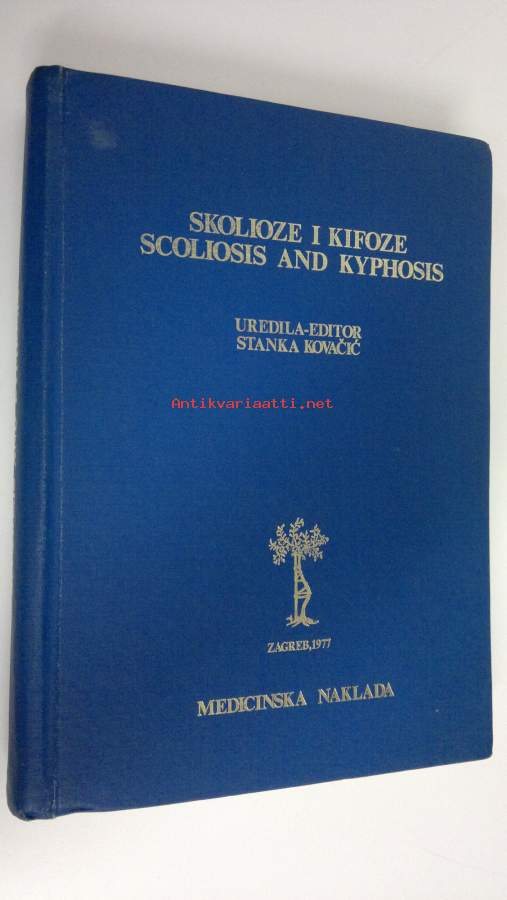 SKOLIOZE I KIFOZE
SCOLIOSIS AND KYPHOSIS
UREDILA-EDITOR
STANKA KOVAČIĆ
Antikvariaatti.net
ZAGREB, 1977
MEDICINSKA NAKLADA